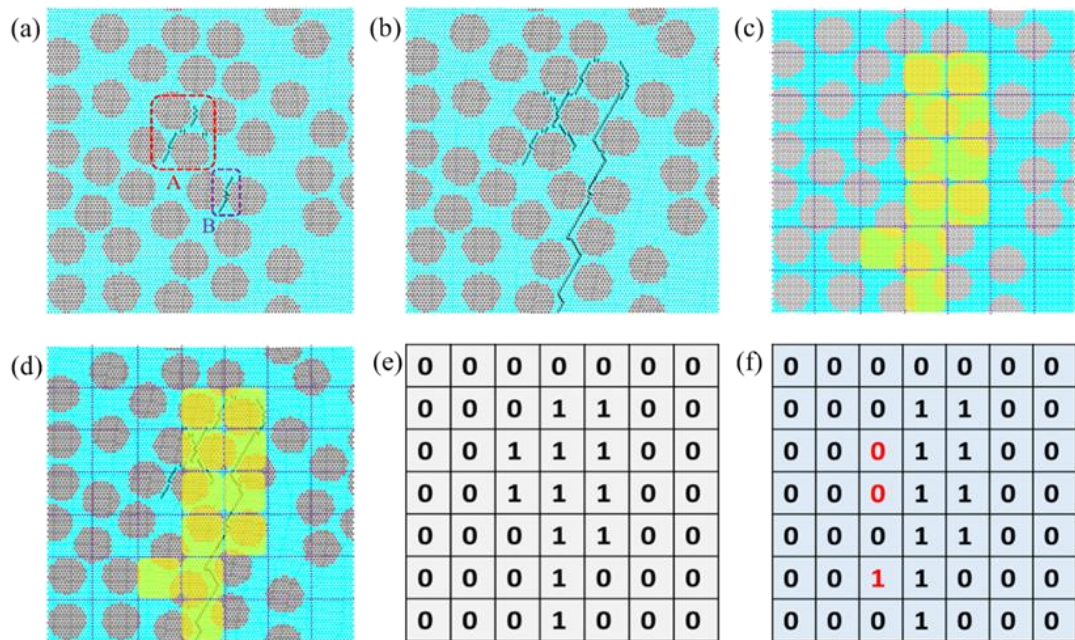 (a)
A
B
(b)
(c)
(d)
(e)
0 0 0 0 0 0 0
0 0 0 1 1 0 0
0 0 1 1 1 0 0
0 0 1 1 1 0 0
0 0 0 1 1 0 0
0 0 0 1 0 0 0
0 0 0 1 0 0 0
(f)
0 0 0 0 0 0 0
0 0 0 1 1 0 0
0 0 0 1 1 0 0
0 0 0 1 1 0 0
0 0 0 1 1 0 0
0 0 1 1 0 0 0
0 0 0 1 0 0 0